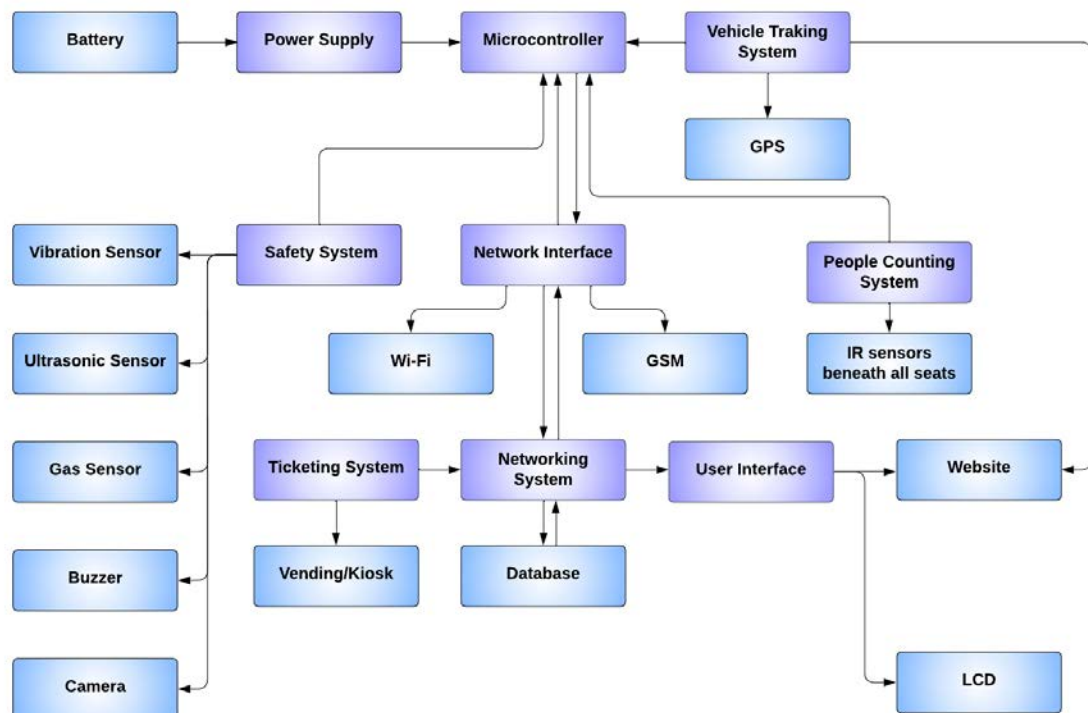 Battery
Power Supply
Microcontroller
Vehicle Traking
System
GPS
Vibration Sensor
Safety System
Network Interface
People Counting
System
Ultrasonic Sensor
Wi-Fi
GSM
IR sensors
beneath all seats
Gas Sensor
Ticketing System
Networking
System
User Interface
Website
Buzzer
Vending/Kiosk
Database
Camera
LCD